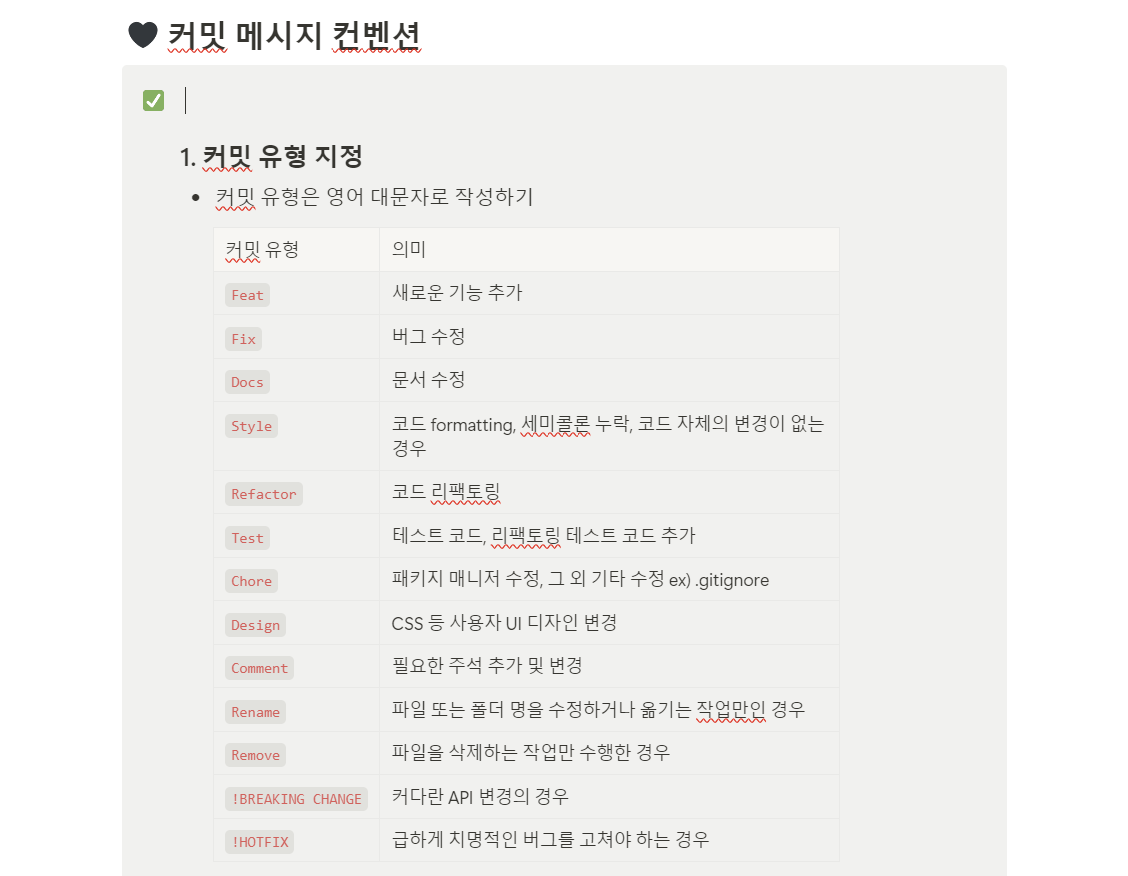 커밋 메시지 컨벤션
1. 커밋 유형 지정
커밋 유형은 영어 대문자로 작성하기
커밋 유형 의미
Feat 새로운 기능 추가
Fix 버그 수정
Docs 문서 수정
Style 코드 formatting, 세미콜론 누락, 코드 자체의 변경이 없는
경우
Refactor 코드 리팩토링
Test 테스트 코드, 리팩토링 테스트 코드 추가
Chore 패키지 매니저 수정, 그 외 기타 수정 ex) .gitignore
Design CSS 등 사용자 UI 디자인 변경
Comment 필요한 주석 추가 및 변경
Rename 파일 또는 폴더 명을 수정하거나 옮기는 작업만인 경우
Remove 파일을 삭제하는 작업만 수행한 경우
!BREAKING CHANGE 커다란 API 변경의 경우
!HOTFIX 급하게 치명적인 버그를 고쳐야 하는 경우